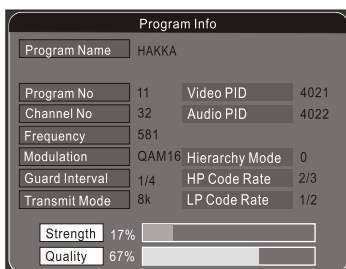 Program Info
Program Name HAKKA
Program No 11 Video PID 4021
Channel No 32 Audio PID 4022
Frequency 581
Modulation QAM16 Hierarchy Mode 0
Guard Interval 1/4 HP Code Rate 2/3
Transmit Mode 8k LP Code Rate 1/2
Strength 17%
Quality 67%